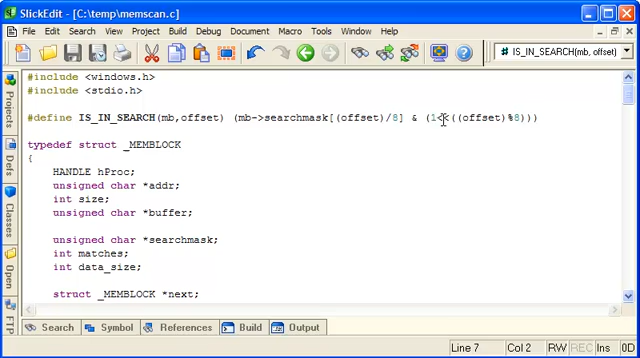 SlickEdit - [C:\temp\memscan.c]
File Edit Search View Project Build Debug Document Macro Tools Window Help
IS_IN_SEARCH(mb, offset)
#include <windows.h>
#include <stdio.h>
#define IS_IN_SEARCH(mb,offset) (mb->searchmask[(offset)/8] & (1<<((offset)%8)))
typedef struct _MEMBLOCK
{
HANDLE hProc;
unsigned char *addr;
int size;
unsigned char *buffer;
unsigned char *searchmask;
int matches;
int data_size;
struct _MEMBLOCK *next;
Projects
Defs
Classes
Open
FTP
Search Symbol References Build Output
Line 7 Col 2 RW REC Ins 0D